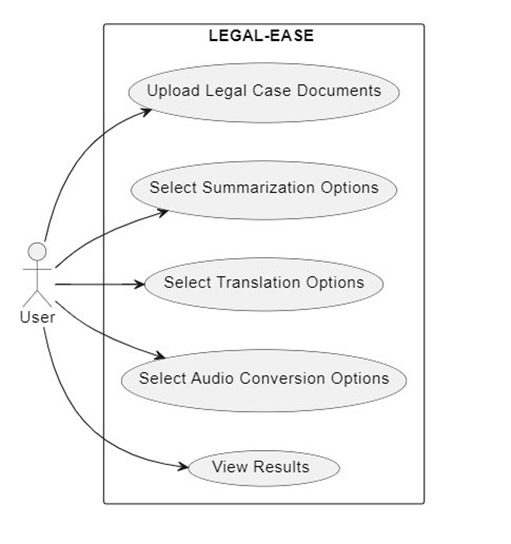 LEGAL-EASE
Upload Legal Case Documents
Select Summarization Options
Select Translation Options
User
Select Audio Conversion Options
View Results